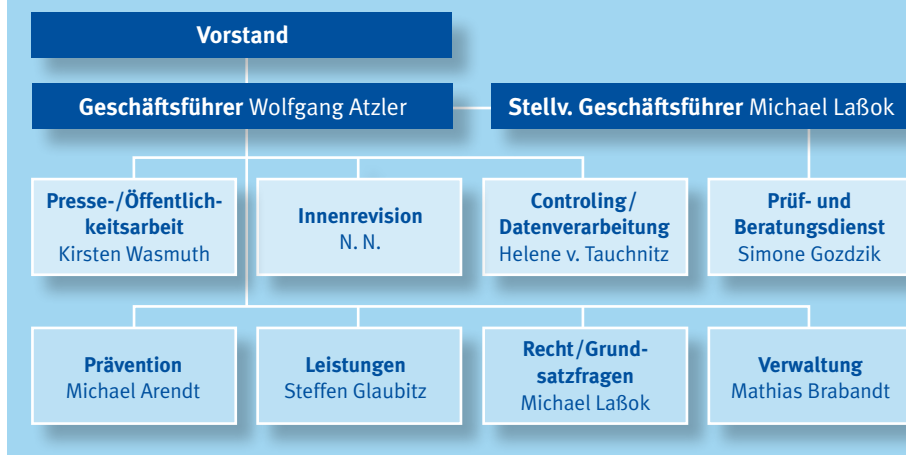 Vorstand
Geschäftsführer Wolfgang Atzler
Stellv. Geschäftsführer Michael Laßok
Presse-/Öffentlich-
keitsarbeit
Kirsten Wasmuth
Innenrevision
N. N.
Controling/
Datenverarbeitung
Helene v. Tauchnitz
Prüf- und
Beratungsdienst
Simone Gozdzik
Prävention
Michael Arendt
Leistungen
Steffen Glaubitz
Recht/Grund-
satzfragen
Michael Laßok
Verwaltung
Mathias Brabandt